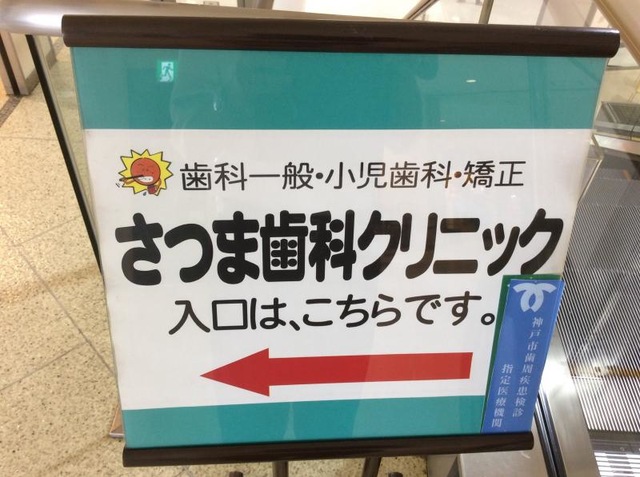 歯科一般・小児歯科・矯正
さつま歯科クリニック
入口は、こちらです。
神戸市歯周疾患検診
指定医療機関